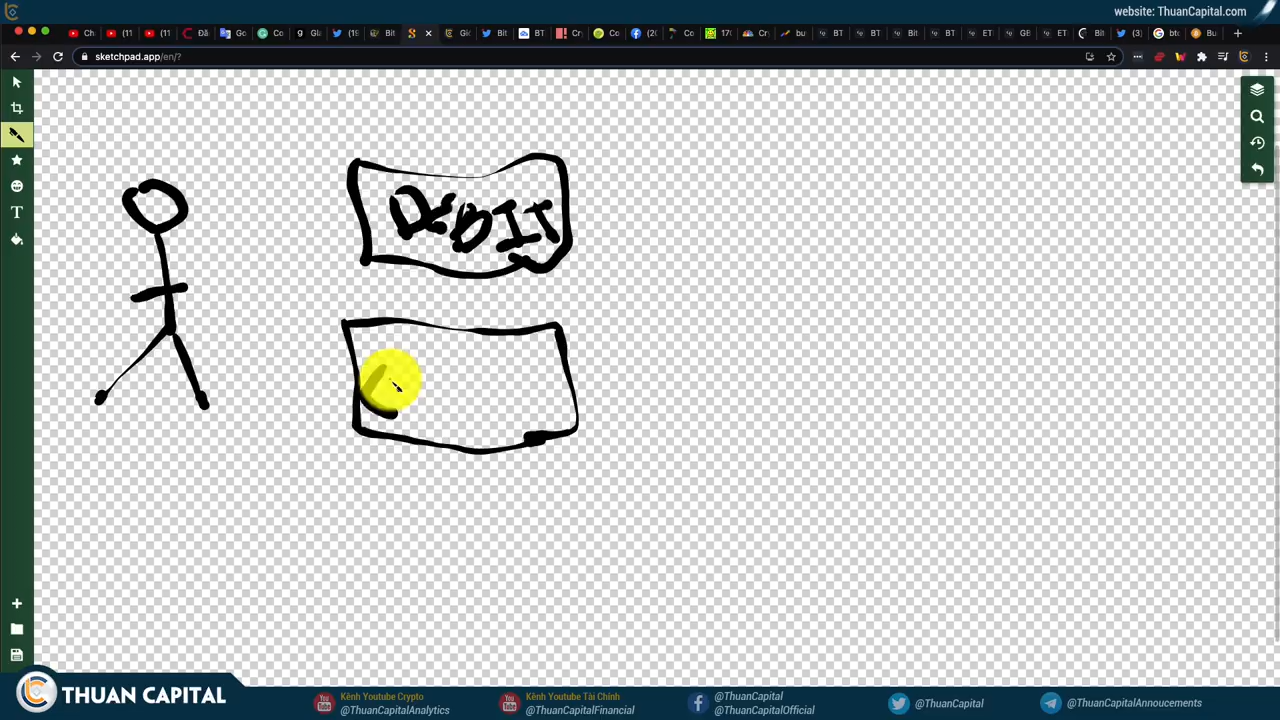 website: ThuanCapital.com
sketchpad.app/en/?
DEBIT
THUAN CAPITAL
Kênh Youtube Crypto
@ThuanCapitalAnalytics
Kênh Youtube Tài Chính
@ThuanCapitalFinancial
@ThuanCapital
@ThuanCapitalOfficial
@ThuanCapital
@ThuanCapitalAnnoucements